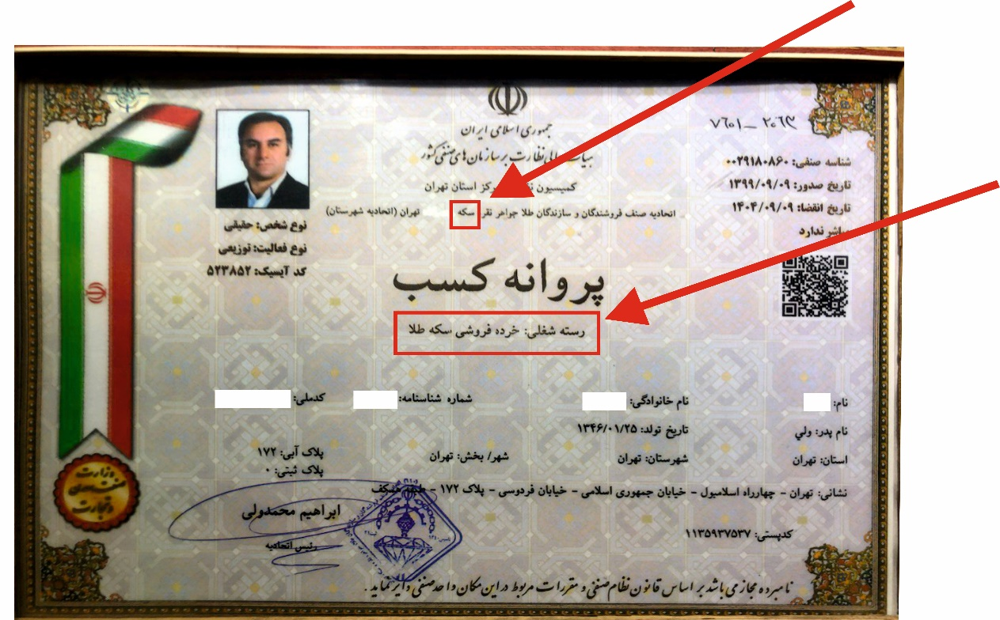 جمهوری اسلامی ایران
نظارت بر سازمان های صنفی کشور
کمیسیون مرکز استان تهران
اتحادیه صنف فروشندگان و سازندگان طلا جواهر نقر سکه تهران (اتحادیه شهرستان)
۷۶۰۱ - ۲۰۶۳
شناسه صنفی: ۰۰۲۹۱۸۰۸۶۰
تاریخ صدور: ۱۳۹۹/۰۹/۰۹
تاریخ انقضا: ۱۴۰۴/۰۹/۰۹
مباشر ندارد
نوع شخص: حقیقی
نوع فعالیت: توزیعی
کد آیسیک: ۵۲۳۸۵۲
پروانه کسب
رسته شغلی: خرده فروشی سکه طلا
نام: نام خانوادگی: شماره شناسنامه: کدملی:
نام پدر: ولي تاریخ تولد: ۱۳۴۶/۰۱/۲۵
استان: تهران شهرستان: تهران شهر/ بخش: تهران پلاک آبی: ۱۷۲
پلاک ثبتی: ۰
نشانی: تهران - چهارراه اسلامبول - خیابان جمهوری اسلامی - خیابان فردوسی - پلاک ۱۷۲ - طبقه همکف
کدپستی: ۱۱۳۵۹۳۷۵۳۷
ابراهیم محمدولی
رئیس اتحادیه
وزارت
صنعت، معدن
و تجارت
نامبرده مجاز می باشد بر اساس قانون نظام صنفی و مقررات مربوط در این مکان واحد صنفی دایر نماید .